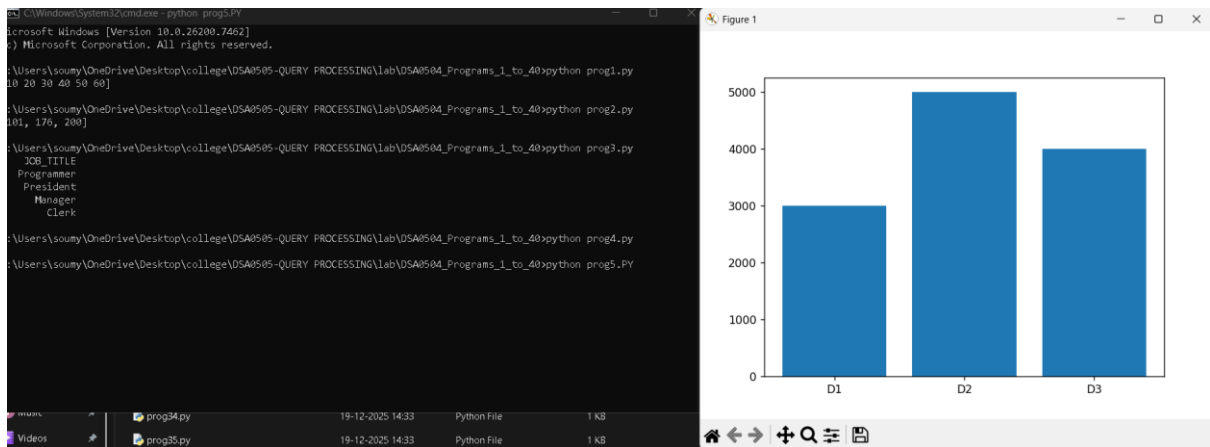 C:\Windows\System32\cmd.exe - python prog5.PY
icrosoft Windows [Version 10.0.26200.7462]
c) Microsoft Corporation. All rights reserved.
:\Users\soumy\OneDrive\Desktop\college\DSA0505-QUERY PROCESSING\lab\DSA0504_Programs_1_to_40>python prog1.py
10 20 30 40 50 60]
:\Users\soumy\OneDrive\Desktop\college\DSA0505-QUERY PROCESSING\lab\DSA0504_Programs_1_to_40>python prog2.py
101, 176, 200]
:\Users\soumy\OneDrive\Desktop\college\DSA0505-QUERY PROCESSING\lab\DSA0504_Programs_1_to_40>python prog3.py
JOB_TITLE
Programmer
President
Manager
Clerk
:\Users\soumy\OneDrive\Desktop\college\DSA0505-QUERY PROCESSING\lab\DSA0504_Programs_1_to_40>python prog4.py
:\Users\soumy\OneDrive\Desktop\college\DSA0505-QUERY PROCESSING\lab\DSA0504_Programs_1_to_40>python prog5.PY
Music
prog34.py 19-12-2025 14:33 Python File 1 KB
Videos
prog35.py 19-12-2025 14:33 Python File 1 KB
Figure 1
5000
4000
3000
2000
1000
0
D1 D2 D3